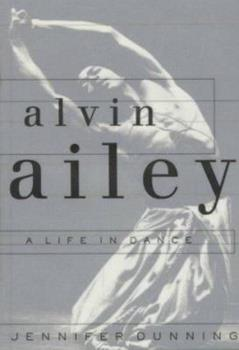 alvin
ailey
A LIFE IN DANCE
JENNIFER DUNNING